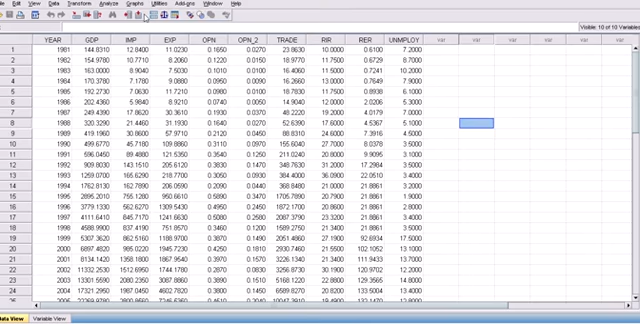 File Edit View Data Transform Analyze Graphs Utilities Add-ons Window Help
Visible: 10 of 10 Variables
YEAR GDP IMP EXP OPN OPN_2 TRADE RIR RER UNMPLOY var var var var var
1 1981 144.8310 12.8400 11.0230 0.1650 0.0270 23.8630 10.0000 0.6100 7.2000
2 1982 154.9780 10.7710 8.2060 0.1220 0.0150 18.9770 11.7500 0.6729 8.7000
3 1983 163.0000 8.9040 7.5030 0.1010 0.0100 16.4060 11.5000 0.7241 10.2000
4 1984 170.3780 7.1780 9.0880 0.0950 0.0090 16.2660 13.0000 0.7649 7.9000
5 1985 192.2730 7.0630 11.7210 0.0980 0.0100 18.7830 11.7500 0.8938 6.1000
6 1986 202.4360 5.9840 8.9210 0.0740 0.0050 14.9040 12.0000 2.0206 5.3000
7 1987 249.4390 17.8620 30.3610 0.1930 0.0370 48.2220 19.2000 4.0179 7.0000
8 1988 320.3290 21.4460 31.1930 0.1640 0.0270 52.6390 17.6000 4.5367 5.1000
9 1989 419.1960 30.8600 57.9710 0.2120 0.0450 88.8310 24.6000 7.3916 4.5000
10 1990 499.6770 45.7180 109.8860 0.3110 0.0970 155.6040 27.7000 8.0378 3.5000
11 1991 596.0450 89.4880 121.5350 0.3540 0.1250 211.0240 20.8000 9.9095 3.1000
12 1992 909.8030 143.1510 205.6120 0.3830 0.1470 348.7630 31.2000 17.2984 3.5000
13 1993 1259.0700 165.6290 218.7700 0.3050 0.0930 384.4000 36.0900 22.0510 3.4000
14 1994 1762.8130 162.7890 206.0590 0.2090 0.0440 368.8480 21.0000 21.8861 3.2000
15 1995 2895.2010 755.1280 950.6610 0.5890 0.3470 1705.7890 20.7900 21.8861 1.9000
16 1996 3779.1330 562.6270 1309.5430 0.4950 0.2450 1872.1700 20.8600 21.8861 2.8000
17 1997 4111.6410 845.7170 1241.6630 0.5080 0.2580 2087.3790 23.3200 21.8861 3.4000
18 1998 4588.9900 837.4190 751.8570 0.3460 0.1200 1589.2750 21.3400 21.8861 3.5000
19 1999 5307.3620 862.5160 1188.9700 0.3870 0.1490 2051.4860 27.1900 92.6934 17.5000
20 2000 6897.4820 985.0220 1945.7230 0.4250 0.1810 2930.7460 21.5500 102.1052 13.1000
21 2001 8134.1420 1358.1800 1867.9540 0.3970 0.1570 3226.1340 21.3400 111.9433 13.7000
22 2002 11332.2530 1512.6950 1744.1780 0.2870 0.0830 3256.8730 30.1900 120.9702 12.2000
23 2003 13301.5590 2080.2350 3087.8860 0.3890 0.1510 5168.1220 22.8800 129.3565 14.8000
24 2004 17321.2950 1987.0450 4602.7820 0.3800 0.1450 6589.8270 20.8200 133.5004 13.4000
Data View Variable View